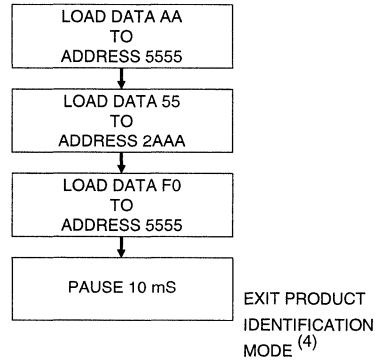 LOAD DATA AA
TO
ADDRESS 5555
LOAD DATA 55
TO
ADDRESS 2AAA
LOAD DATA F0
TO
ADDRESS 5555
PAUSE 10 mS
EXIT PRODUCT
IDENTIFICATION
MODE (4)